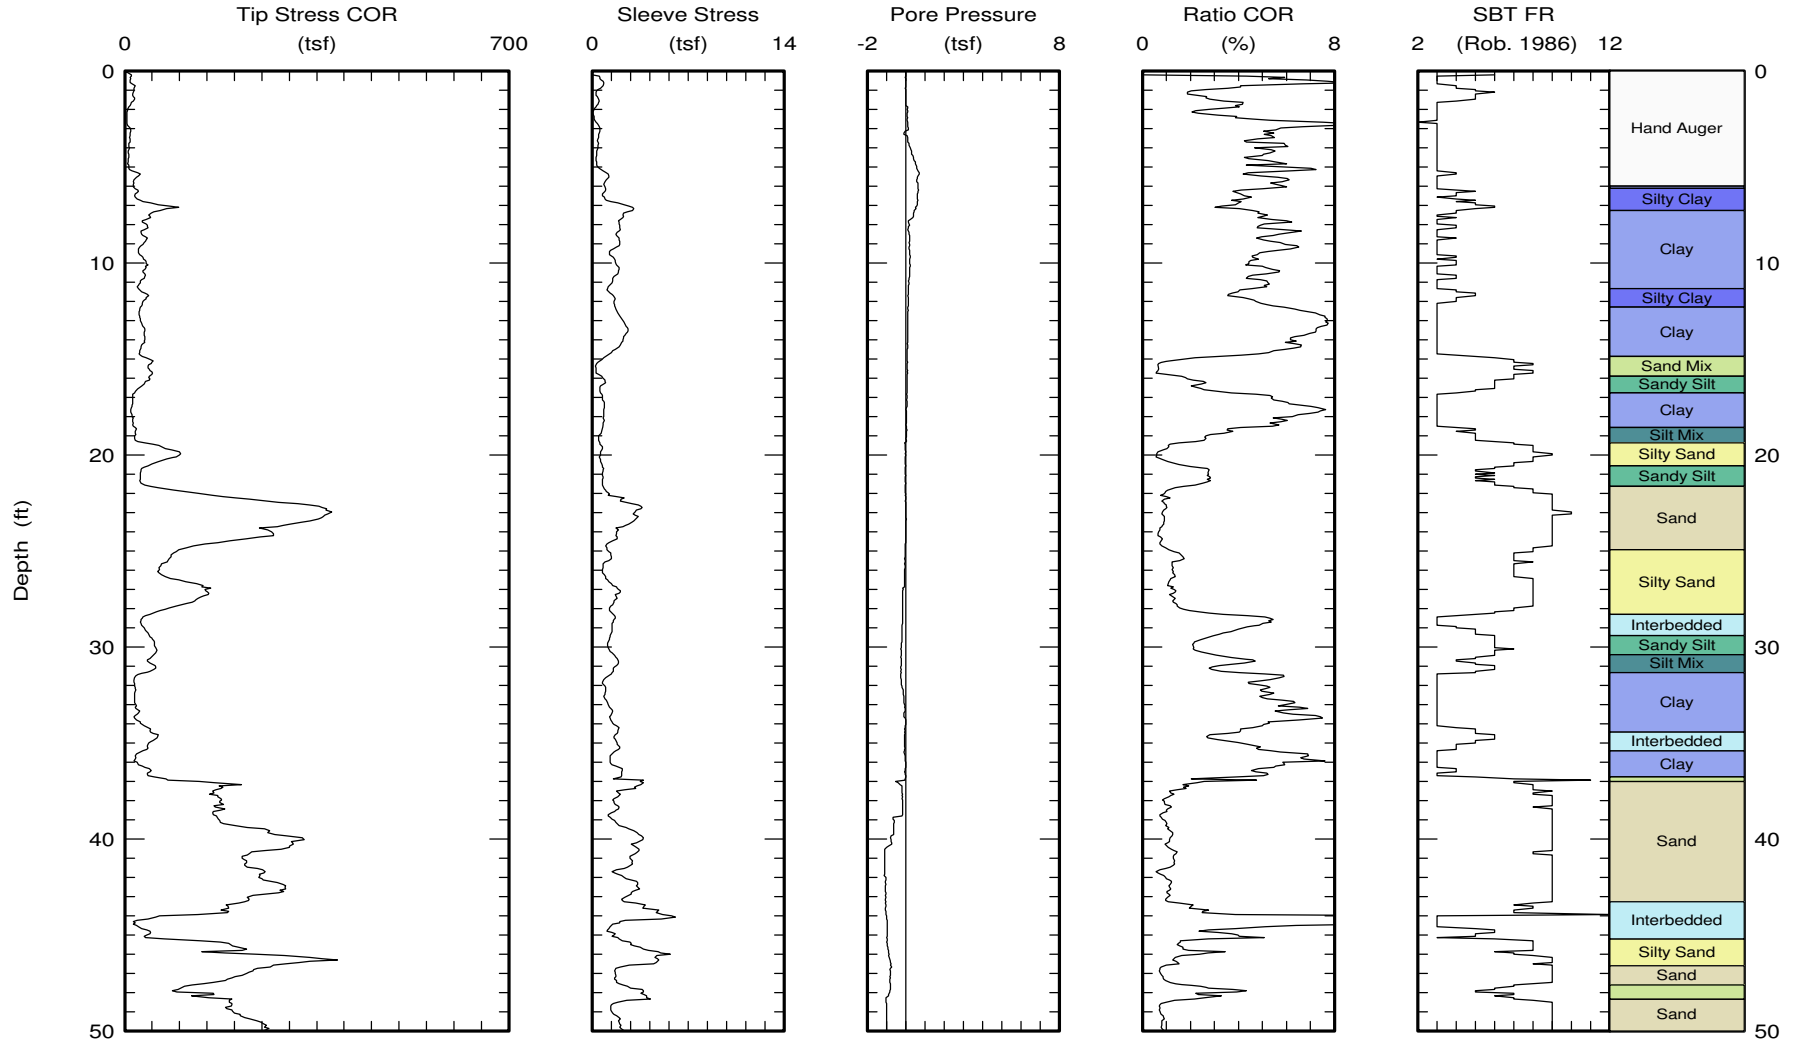 Tip Stress COR Sleeve Stress Pore Pressure Ratio COR SBT FR
0 (tsf) 700 0 (tsf) 14 -2 (tsf) 8 0 (%) 8 2 (Rob. 1986) 12
0 0
Hand Auger
Silty Clay
Clay
10 10
Silty Clay
Clay
Sand Mix
Sandy Silt
Clay
Silt Mix
20 Silty Sand 20
Sandy Silt
Sand
Depth (ft)
Silty Sand
Interbedded
30 Sandy Silt 30
Silt Mix
Clay
Interbedded
Clay
40 Sand 40
Interbedded
Silty Sand
Sand
Sand
50 50